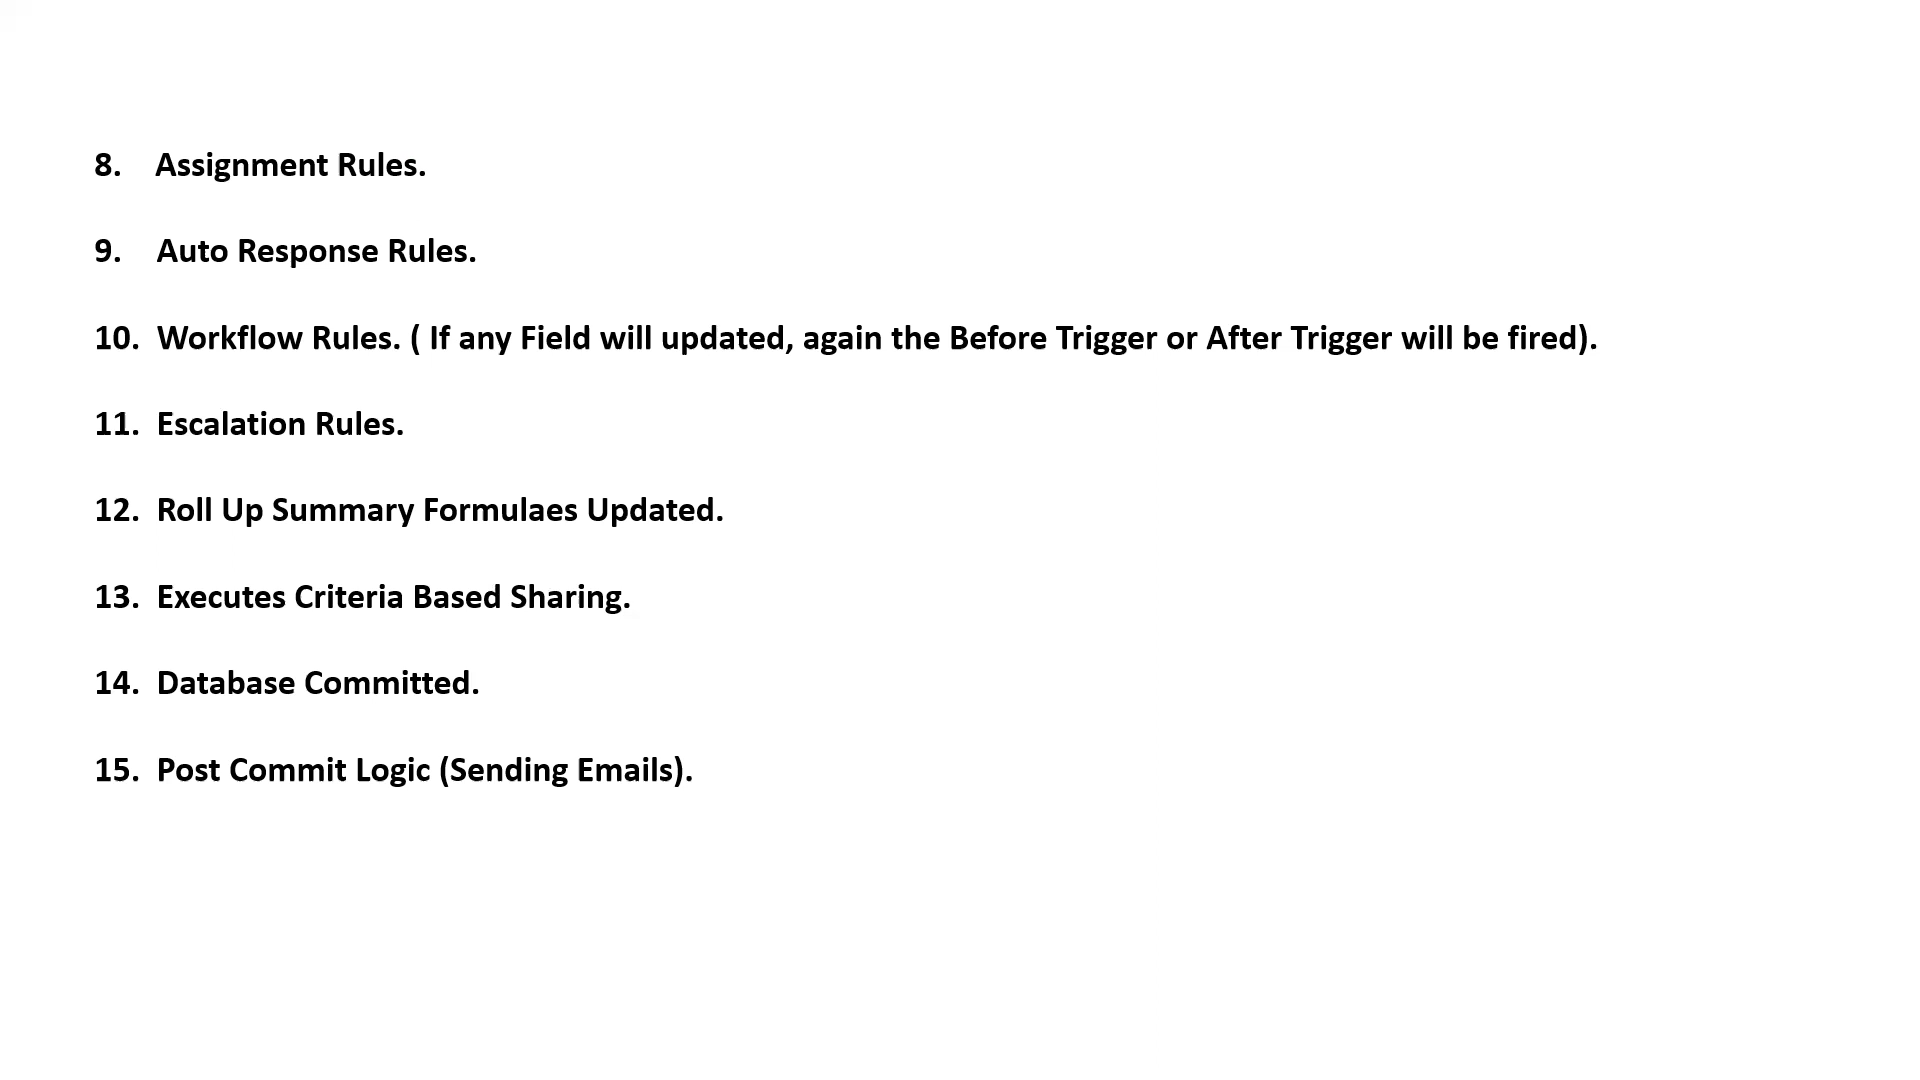 8. Assignment Rules.
9. Auto Response Rules.
10. Workflow Rules. ( If any Field will updated, again the Before Trigger or After Trigger will be fired).
11. Escalation Rules.
12. Roll Up Summary Formulaes Updated.
13. Executes Criteria Based Sharing.
14. Database Committed.
15. Post Commit Logic (Sending Emails).